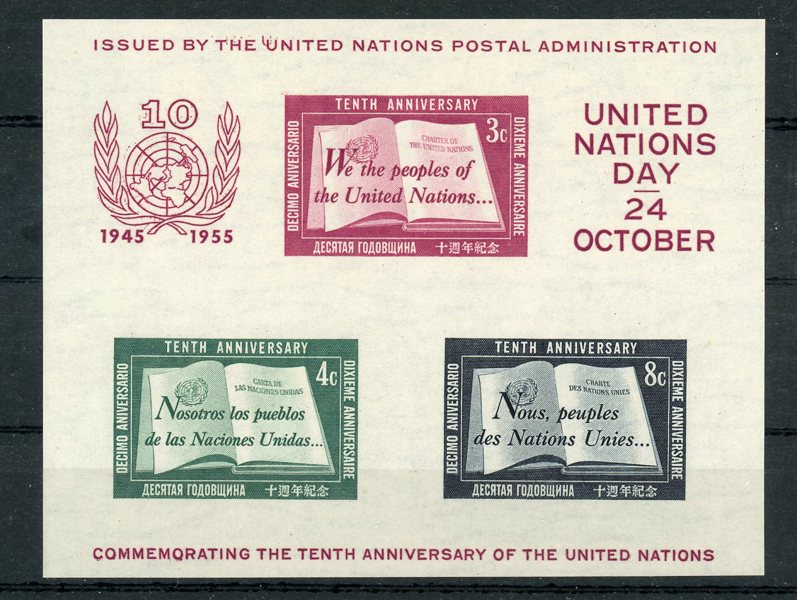 ISSUED BY THE UNITED NATIONS POSTAL ADMINISTRATION
10
1945 1955
TENTH ANNIVERSARY
DECIMO ANIVERSARIO
DIXIEME ANNIVERSAIRE
3c
CHARTER OF
THE UNITED NATIONS
We the peoples of
the United Nations...
ДЕСЯТАЯ ГОДОВЩИНА 十週年紀念
UNITED
NATIONS
DAY
24
OCTOBER
TENTH ANNIVERSARY
DECIMO ANIVERSARIO
DIXIEME ANNIVERSAIRE
4c
CARTA DE
LAS NACIONES UNIDAS
Nosotros los pueblos
de las Naciones Unidas...
ДЕСЯТАЯ ГОДОВЩИНА 十週年紀念
TENTH ANNIVERSARY
DECIMO ANIVERSARIO
DIXIEME ANNIVERSAIRE
8c
CHARTE
DES NATIONS UNIES
Nous, peuples
des Nations Unies...
ДЕСЯТАЯ ГОДОВЩИНА 十週年紀念
COMMEMORATING THE TENTH ANNIVERSARY OF THE UNITED NATIONS